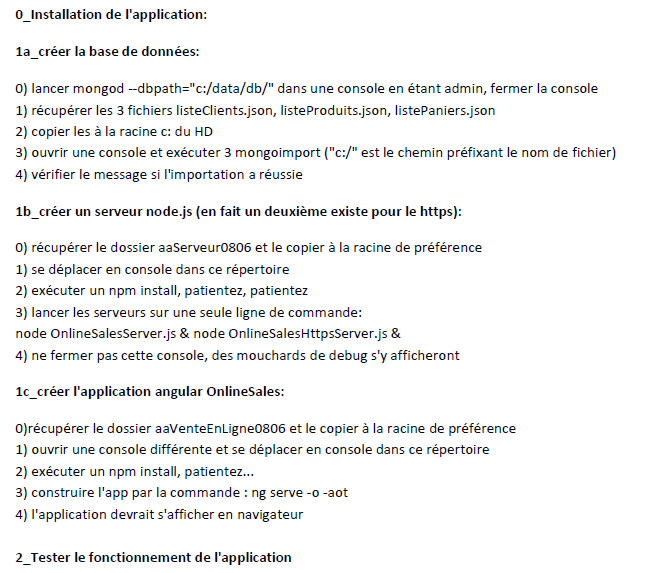 0_Installation de l'application:
1a_créer la base de données:
0) lancer mongod --dbpath="c:/data/db/" dans une console en étant admin, fermer la console
1) récupérer les 3 fichiers listeClients.json, listeProduits.json, listePaniers.json
2) copier les à la racine c: du HD
3) ouvrir une console et exécuter 3 mongoimport ("c:/" est le chemin préfixant le nom de fichier)
4) vérifier le message si l'importation a réussie
1b_créer un serveur node.js (en fait un deuxième existe pour le https):
0) récupérer le dossier aaServeur0806 et le copier à la racine de préférence
1) se déplacer en console dans ce répertoire
2) exécuter un npm install, patientez, patientez
3) lancer les serveurs sur une seule ligne de commande:
node OnlineSalesServer.js & node OnlineSalesHttpsServer.js &
4) ne fermer pas cette console, des mouchards de debug s'y afficheront
1c_créer l'application angular OnlineSales:
0)récupérer le dossier aaVenteEnLigne0806 et le copier à la racine de préférence
1) ouvrir une console différente et se déplacer en console dans ce répertoire
2) exécuter un npm install, patientez...
3) construire l'app par la commande : ng serve -o -aot
4) l'application devrait s'afficher en navigateur
2_Tester le fonctionnement de l'application